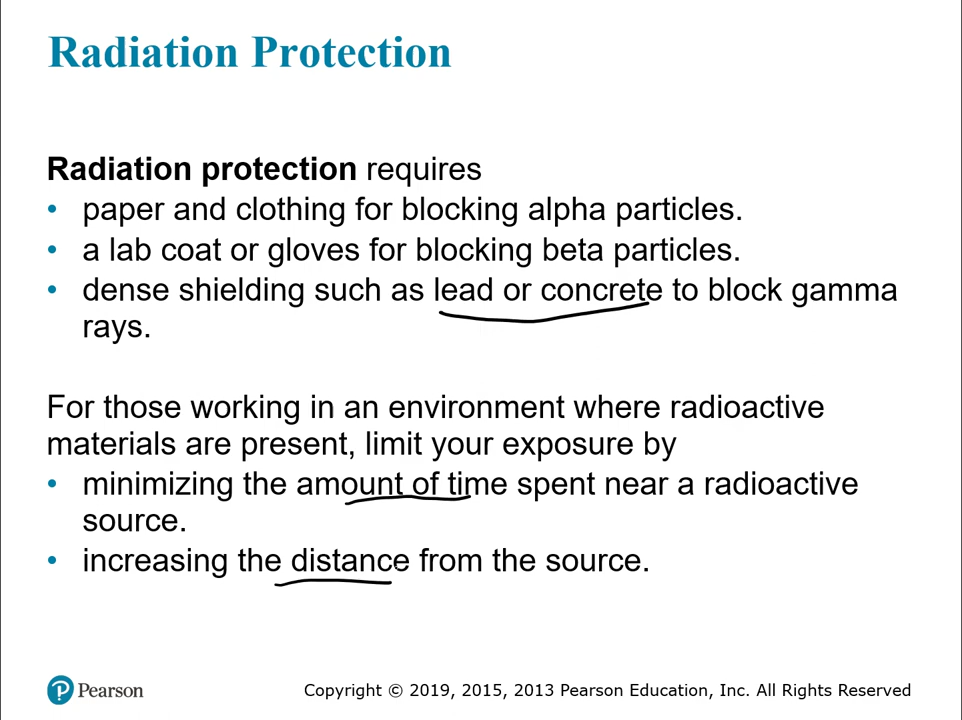 Radiation Protection
Radiation protection requires
• paper and clothing for blocking alpha particles.
• a lab coat or gloves for blocking beta particles.
• dense shielding such as lead or concrete to block gamma
rays.
For those working in an environment where radioactive
materials are present, limit your exposure by
• minimizing the amount of time spent near a radioactive
source.
• increasing the distance from the source.
Pearson
Copyright © 2019, 2015, 2013 Pearson Education, Inc. All Rights Reserved